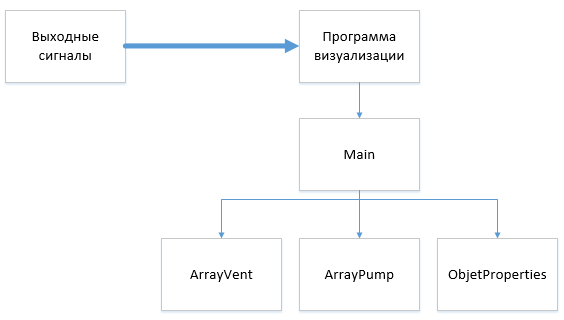 Выходные
сигналы
Программа
визуализации
Main
ArrayVent
ArrayPump
ObjetProperties